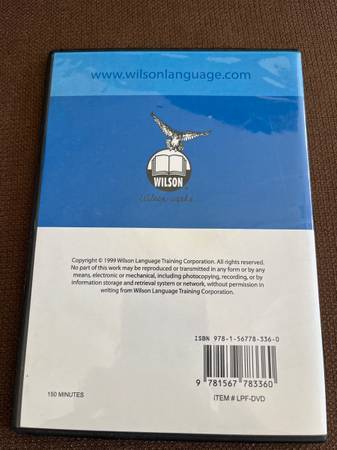 www.wilsonlanguage.com
WILSON
Wilson works
Copyright © 1999 Wilson Language Training Corporation. All rights reserved.
No part of this work may be reproduced or transmitted in any form or by any
means, electronic or mechanical, including photocopying, recording, or by
information storage and retrieval system or network, without permission in
writing from Wilson Language Training Corporation.
ISBN 978-1-56778-336-0
9 781567 783360
150 MINUTES
ITEM # LPF-DVD